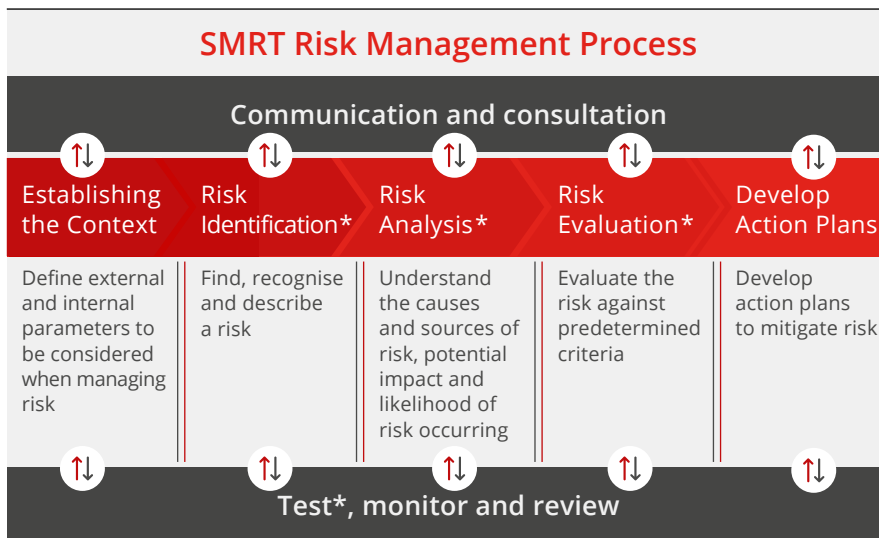 SMRT Risk Management Process
Communication and consultation
Establishing
the Context
Risk
Identification*
Risk
Analysis*
Risk
Evaluation*
Develop
Action Plans
Define external
and internal
parameters to
be considered
when managing
risk
Find, recognise
and describe
a risk
Understand
the causes
and sources of
risk, potential
impact and
likelihood of
risk occurring
Evaluate the
risk against
predetermined
criteria
Develop
action plans
to mitigate risk
Test*, monitor and review